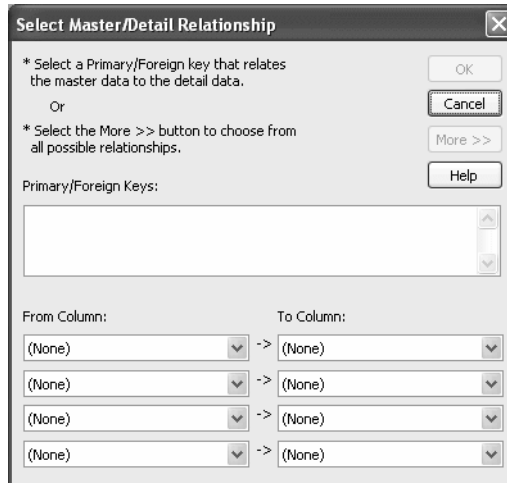 Select Master/Detail Relationship
* Select a Primary/Foreign key that relates
the master data to the detail data.
Or
* Select the More >> button to choose from
all possible relationships.
OK
Cancel
More >>
Help
Primary/Foreign Keys:
From Column: To Column:
(None) -> (None)
(None) -> (None)
(None) -> (None)
(None) -> (None)